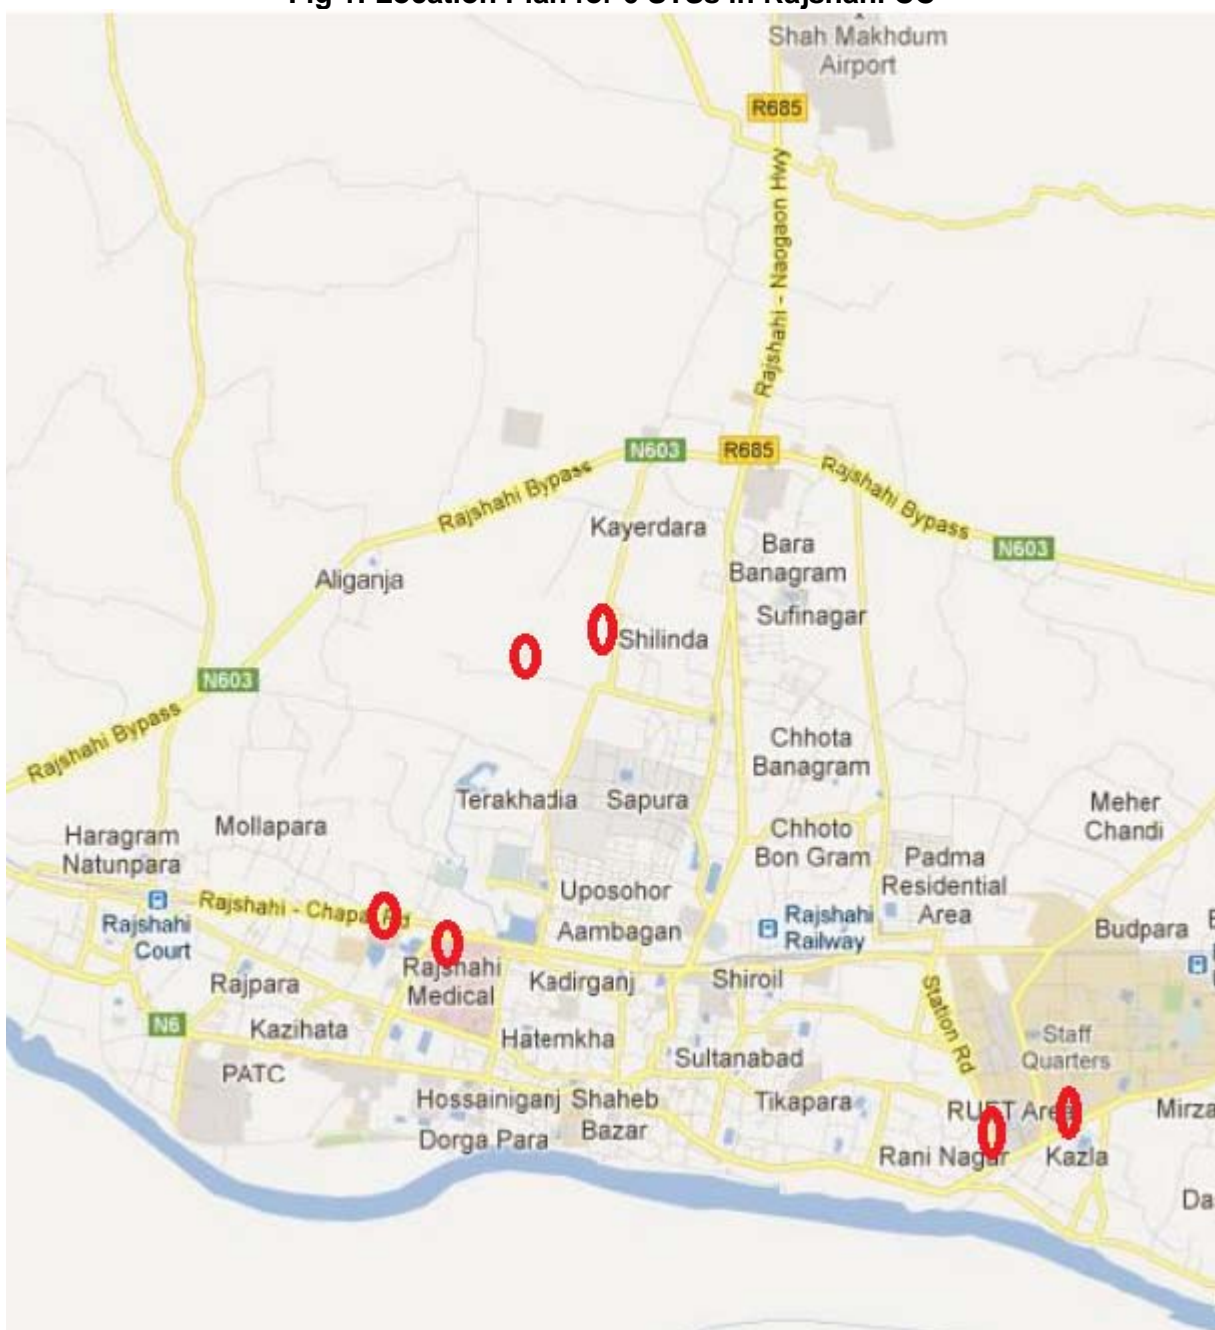 Shah Makhdum
Airport
R685
Rajshahi - Naogaon Hwy
N603
R685
Rajshahi Bypass
Rajshahi Bypass
N603
Kayerdara
Bara
Banagram
Aliganja
Sufinagar
Shilinda
N603
Rajshahi Bypass
Chhota
Banagram
Terakhadia
Sapura
Meher
Chandi
Mollapara
Haragram
Natunpara
Chhoto
Bon Gram
Padma
Residential
Area
Uposohor
Rajshahi - Chapai Rd
Rajshahi
Court
Aambagan
Rajshahi
Railway
Budpara
Rajshahi
Medical
Kadirganj
Shiroil
Rajpara
Station Rd
N6
Kazihata
Hatemkha
Staff
Quarters
Sultanabad
PATC
Hossainiganj
Shaheb
Bazar
Tikapara
RUET Area
Mirza
Dorga Para
Rani Nagar
Kazla
Da